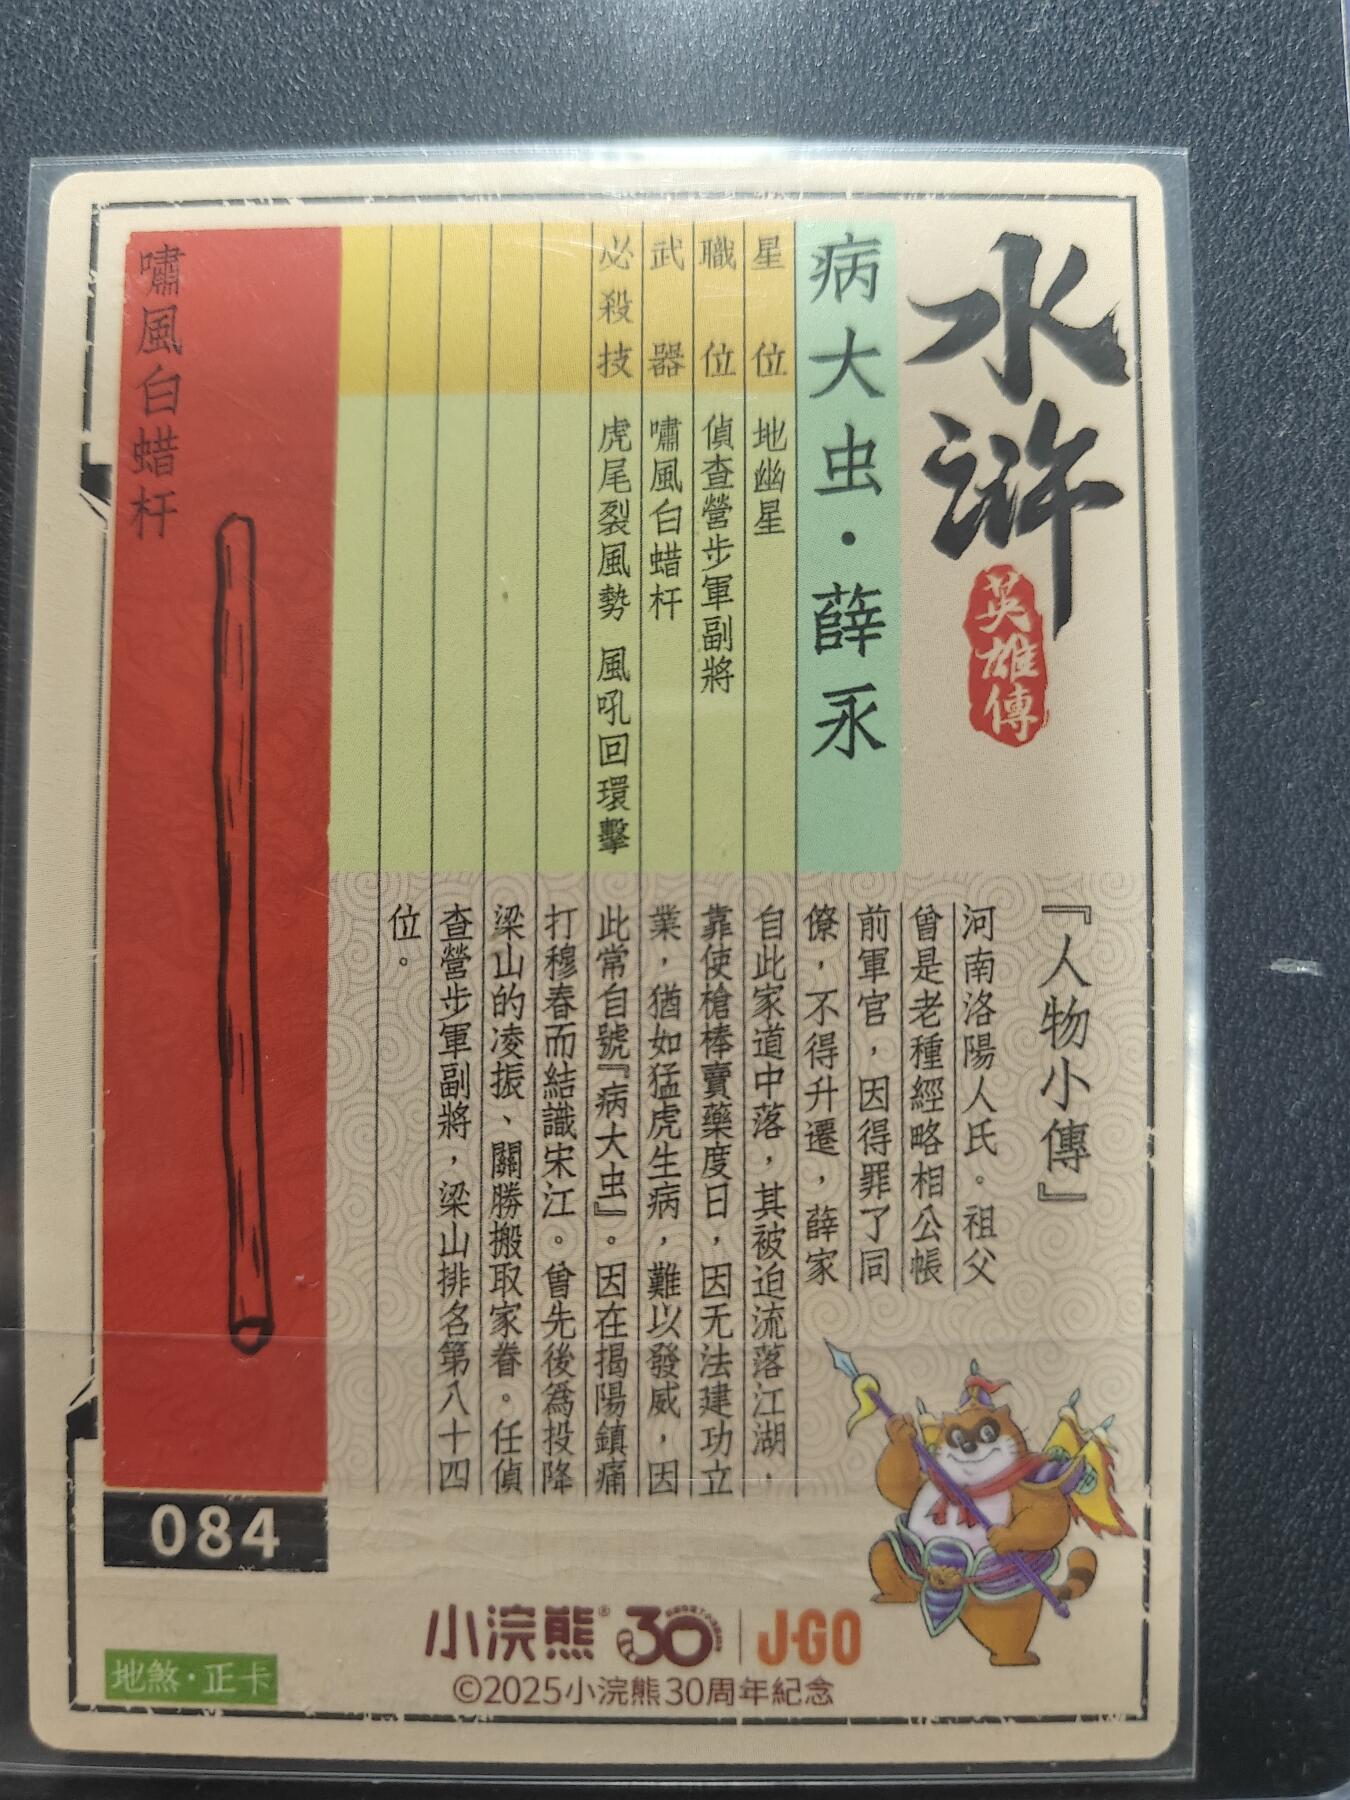 水滸
英雄傳
病大虫·薛永
星位 地幽星
職位 偵查營步軍副將
武器 嘯風白蜡杆
必殺技 虎尾裂風勢 風吼回環擊
『人物小傳』
河南洛陽人氏。祖父
曾是老種經略相公帳
前軍官，因得罪了同
僚，不得升遷，薛家
自此家道中落，其被迫流落江湖，
靠使槍棒賣藥度日，因无法建功立
業，猶如猛虎生病，難以發威，因
此常自號『病大虫』。因在揭陽鎮痛
打穆春而結識宋江。曾先後爲投降
梁山的凌振、關勝搬取家眷。任偵
查營步軍副將，梁山排名第八十四
位。
嘯風白蜡杆
084
地煞·正卡
小浣熊® 30 J-GO
©2025小浣熊30周年紀念